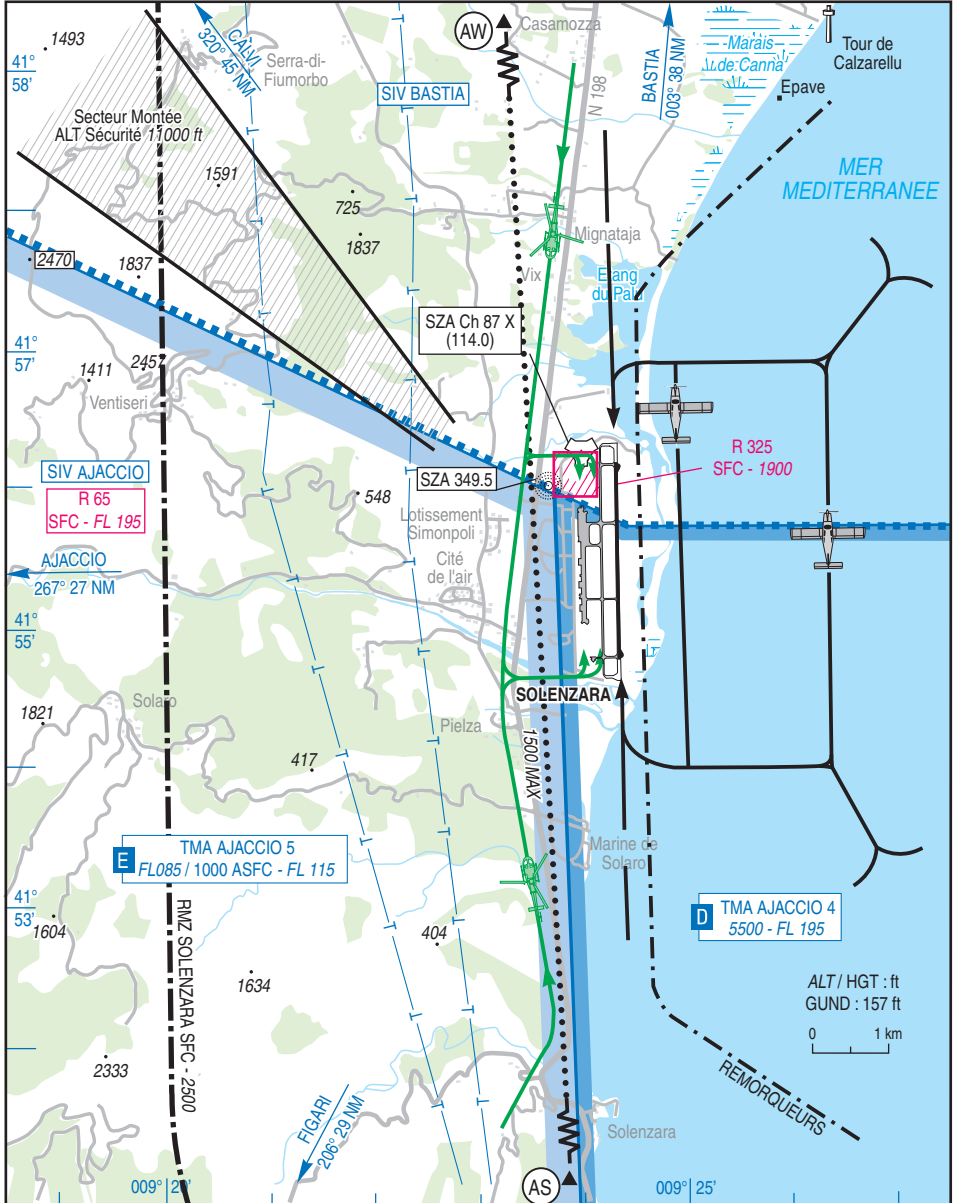 AW
Casamozza
1493
41°
58'
CALVI
320° 45 NM
Serra-di-
Fiumorbo
SIV BASTIA
N 198
BASTIA
003° 38 NM
Marais
de Canna
Tour de
Calzarellu
Epave
Secteur Montée
ALT Sécurité 11000 ft
1591
725
1837
MER
MEDITERRANEE
Mignataja
2470
1837
Vix
Etang
du Palu
SZA Ch 87 X
(114.0)
41°
57'
1411
2457
Ventiseri
R 325
SFC - 1900
SIV AJACCIO
SZA 349.5
R 65
SFC - FL 195
548
Lotissement
Simonpoli
Cité
de l'air
AJACCIO
267° 27 NM
41°
55'
SOLENZARA
Solaro
1821
Pielza
417
1500 MAX
Marine de
Solaro
E
TMA AJACCIO 5
FL085 / 1000 ASFC - FL 115
41°
53'
RMZ SOLENZARA SFC - 2500
D
TMA AJACCIO 4
5500 - FL 195
1604
404
1634
ALT / HGT : ft
GUND : 157 ft
0 1 km
2333
REMORQUEURS
FIGARI
206° 29 NM
Solenzara
AS
009° 2
009° 25'